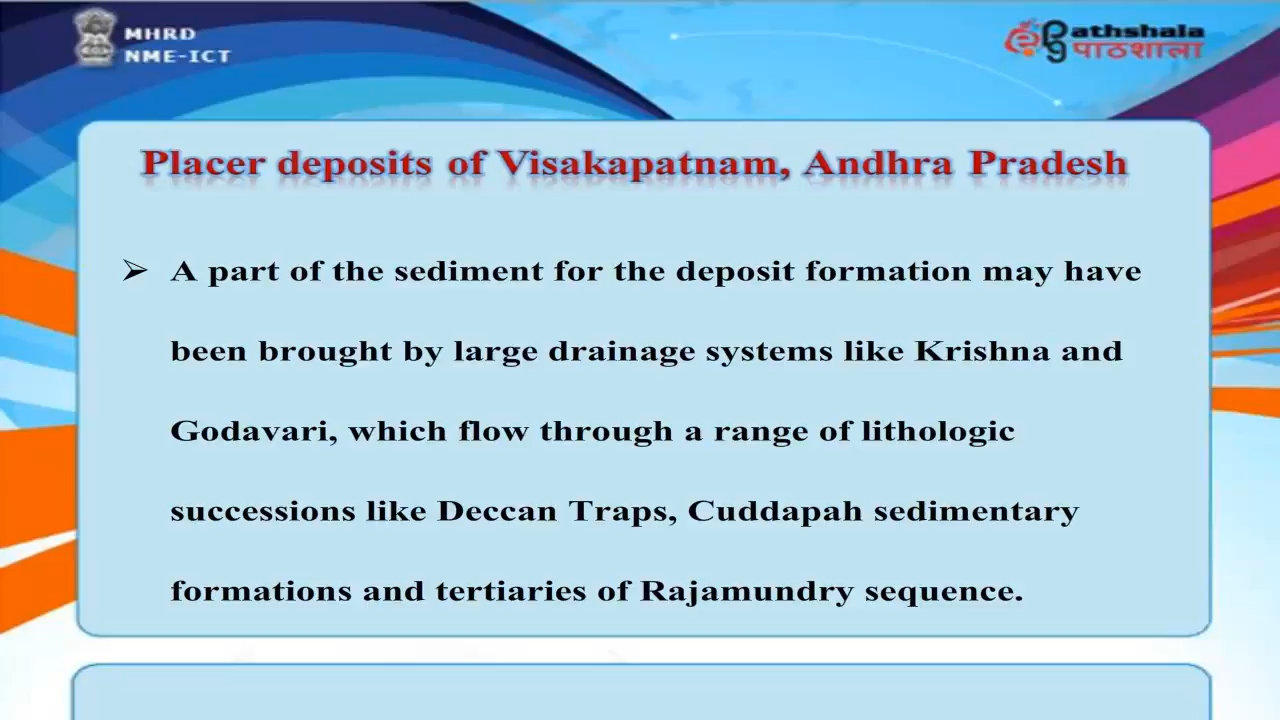 MHRD
NME-ICT
epg athshala
पाठशाला
Placer deposits of Visakapatnam, Andhra Pradesh
➢ A part of the sediment for the deposit formation may have
been brought by large drainage systems like Krishna and
Godavari, which flow through a range of lithologic
successions like Deccan Traps, Cuddapah sedimentary
formations and tertiaries of Rajamundry sequence.